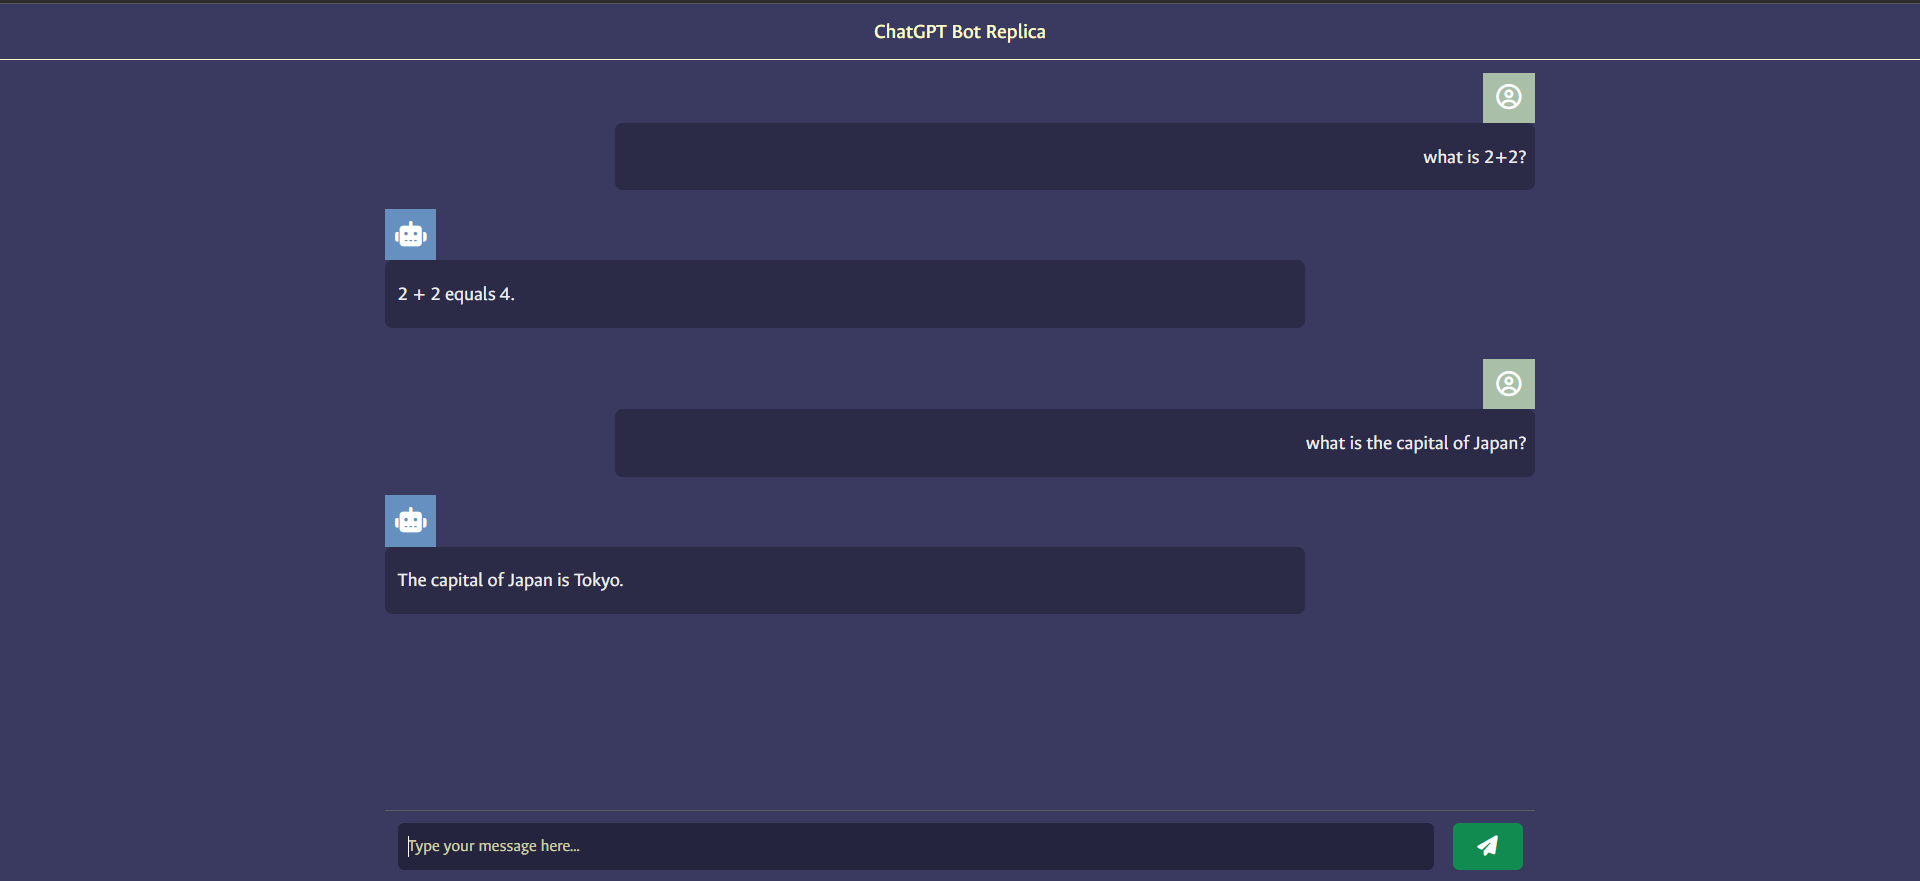 ChatGPT Bot Replica
what is 2+2?
2 + 2 equals 4.
what is the capital of Japan?
The capital of Japan is Tokyo.
Type your message here...